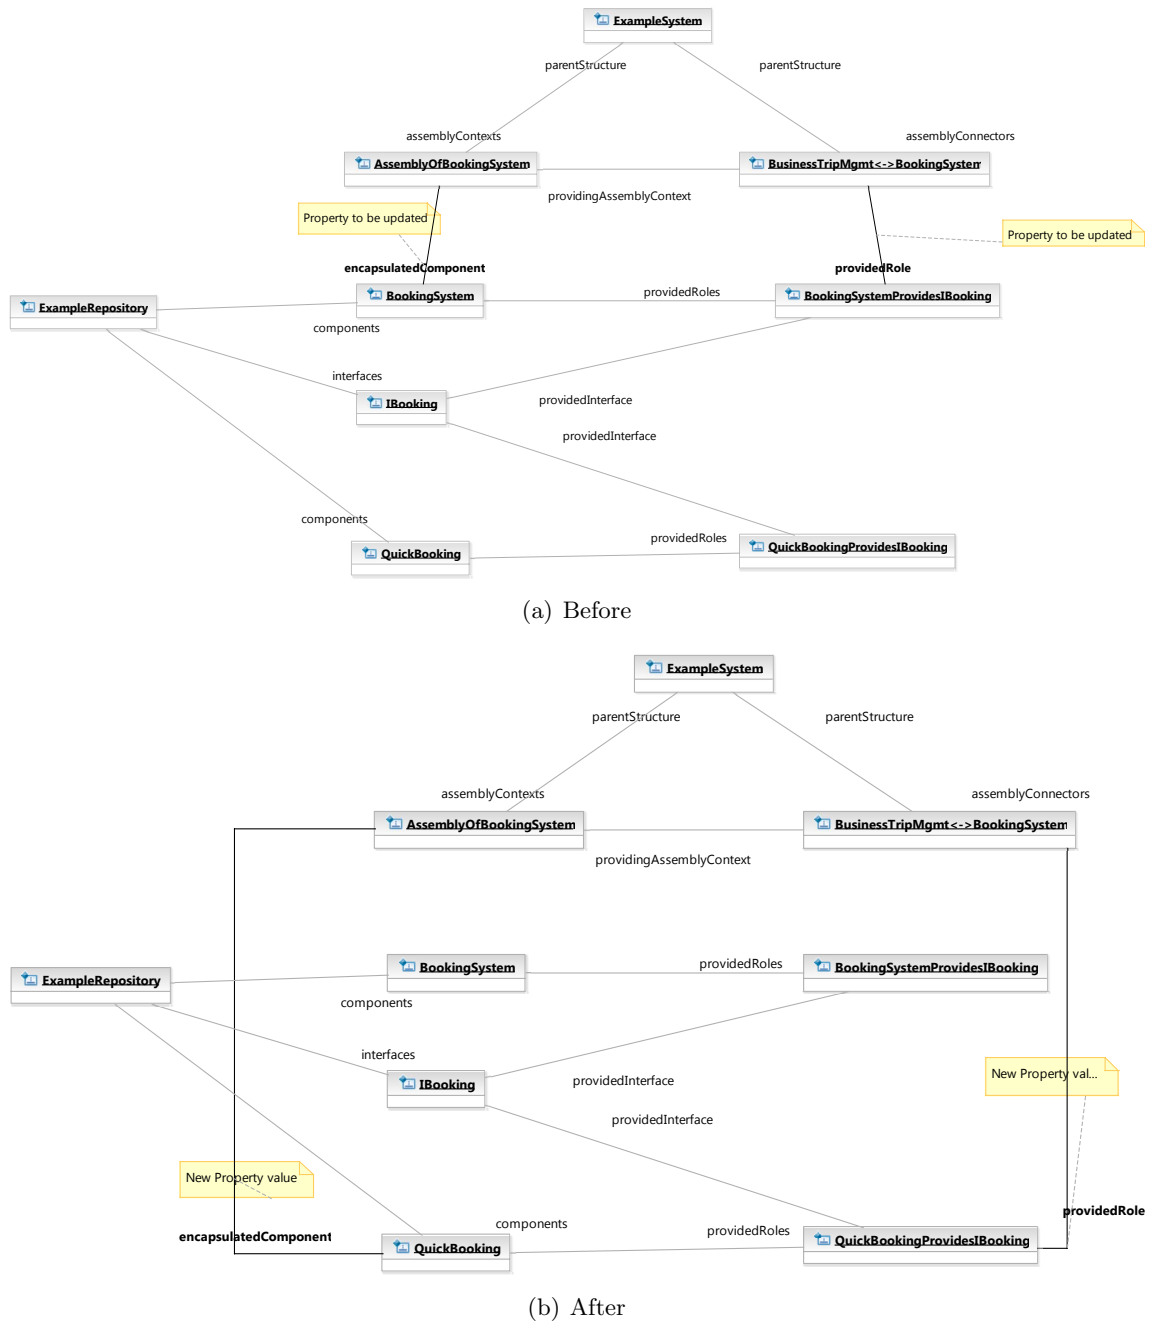 ExampleSystem
parentStructure
parentStructure
assemblyContexts
assemblyConnectors
AssemblyOfBookingSystem
BusinessTripMgmt<->BookingSystem
providingAssemblyContext
Property to be updated
Property to be updated
encapsulatedComponent
providedRole
ExampleRepository
BookingSystem
providedRoles
BookingSystemProvidesIBooking
components
interfaces
IBooking
providedInterface
providedInterface
components
QuickBooking
providedRoles
QuickBookingProvidesIBooking
(a) Before
ExampleSystem
parentStructure
parentStructure
assemblyContexts
assemblyConnectors
AssemblyOfBookingSystem
BusinessTripMgmt<->BookingSystem
providingAssemblyContext
ExampleRepository
BookingSystem
providedRoles
BookingSystemProvidesIBooking
components
interfaces
IBooking
providedInterface
New Property val...
providedInterface
New Property value
encapsulatedComponent
components
providedRoles
providedRole
QuickBooking
QuickBookingProvidesIBooking
(b) After